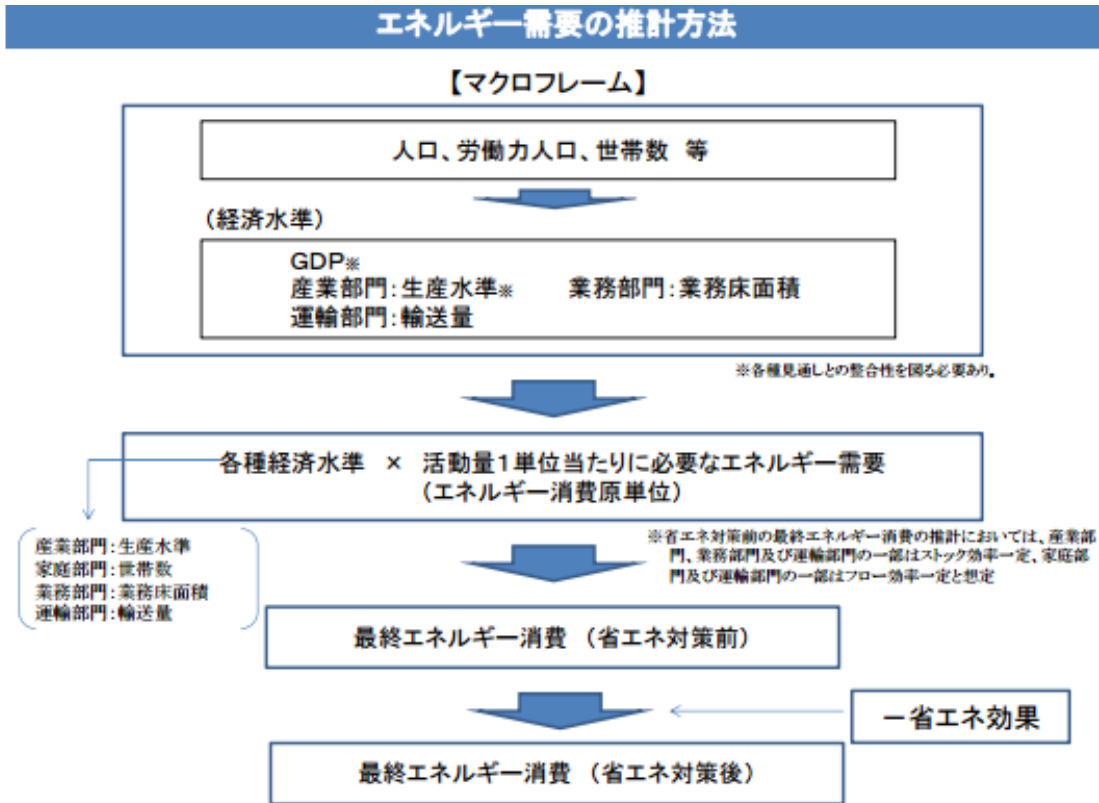 エネルギー需要の推計方法
【マクロフレーム】
人口、労働力人口、世帯数 等
（経済水準）
GDP※
産業部門：生産水準※ 業務部門：業務床面積
運輸部門：輸送量
※各種見通しとの整合性を図る必要あり。
各種経済水準 × 活動量1単位当たりに必要なエネルギー需要
（エネルギー消費原単位）
産業部門：生産水準
家庭部門：世帯数
業務部門：業務床面積
運輸部門：輸送量
※省エネ対策前の最終エネルギー消費の推計においては、産業部
門、業務部門及び運輸部門の一部はストック効率一定、家庭部
門及び運輸部門の一部はフロー効率一定と想定
最終エネルギー消費 （省エネ対策前）
－省エネ効果
最終エネルギー消費 （省エネ対策後）